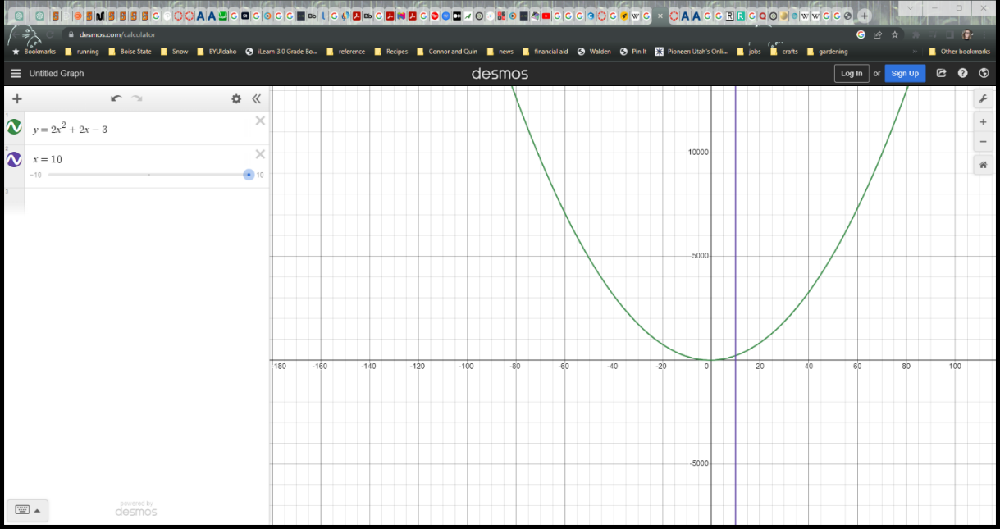 desmos.com/calculator
Bookmarks running Boise State Snow BYUIdaho iLearn 3.0 Grade Bo... reference Recipes Connor and Quin news financial aid Walden Pin It Pioneer: Utah's Onli... jobs crafts gardening » Other bookmarks
Untitled Graph desmos Log In or Sign Up
1
y = 2x² + 2x − 3
2
x = 10
-10 10
3
10000
5000
-180 -160 -140 -120 -100 -80 -60 -40 -20 0 20 40 60 80 100
-5000
powered by
desmos